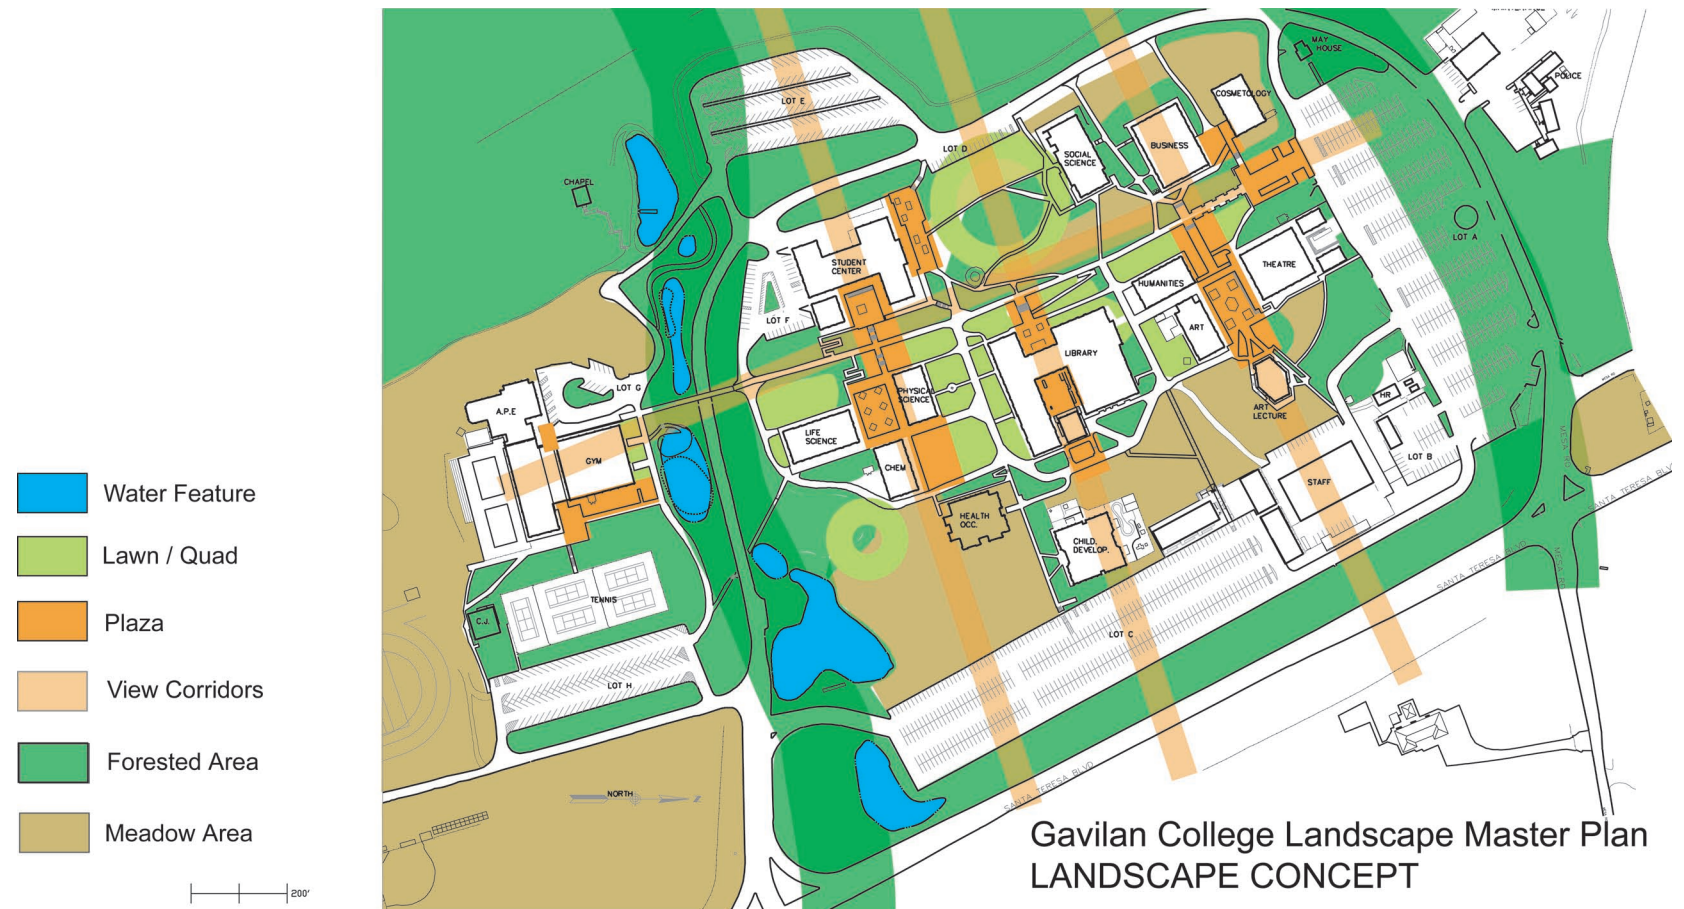 MAY
HOUSE
POLICE
LOT E
COSMETOLOGY
LOT D
SOCIAL
SCIENCE
BUSINESS
CHAPEL
LOT A
STUDENT
CENTER
THEATRE
HUMANITIES
LOT F
ART
LIBRARY
LOT G
PHYSICAL
SCIENCE
HR
A.P.E
ART
LECTURE
LIFE
SCIENCE
LOT B
GYM
CHEM
STAFF
Water Feature
HEALTH
OCC.
SANTA TERESA BLVD
MESA RD
Lawn / Quad
CHILD.
DEVELOP.
SANTA TERESA BLVD
TENNIS
Plaza
C.J.
LOT C
LOT H
View Corridors
Forested Area
NORTH
SANTA TERESA BLVD
Meadow Area
Gavilan College Landscape Master Plan
LANDSCAPE CONCEPT
200'